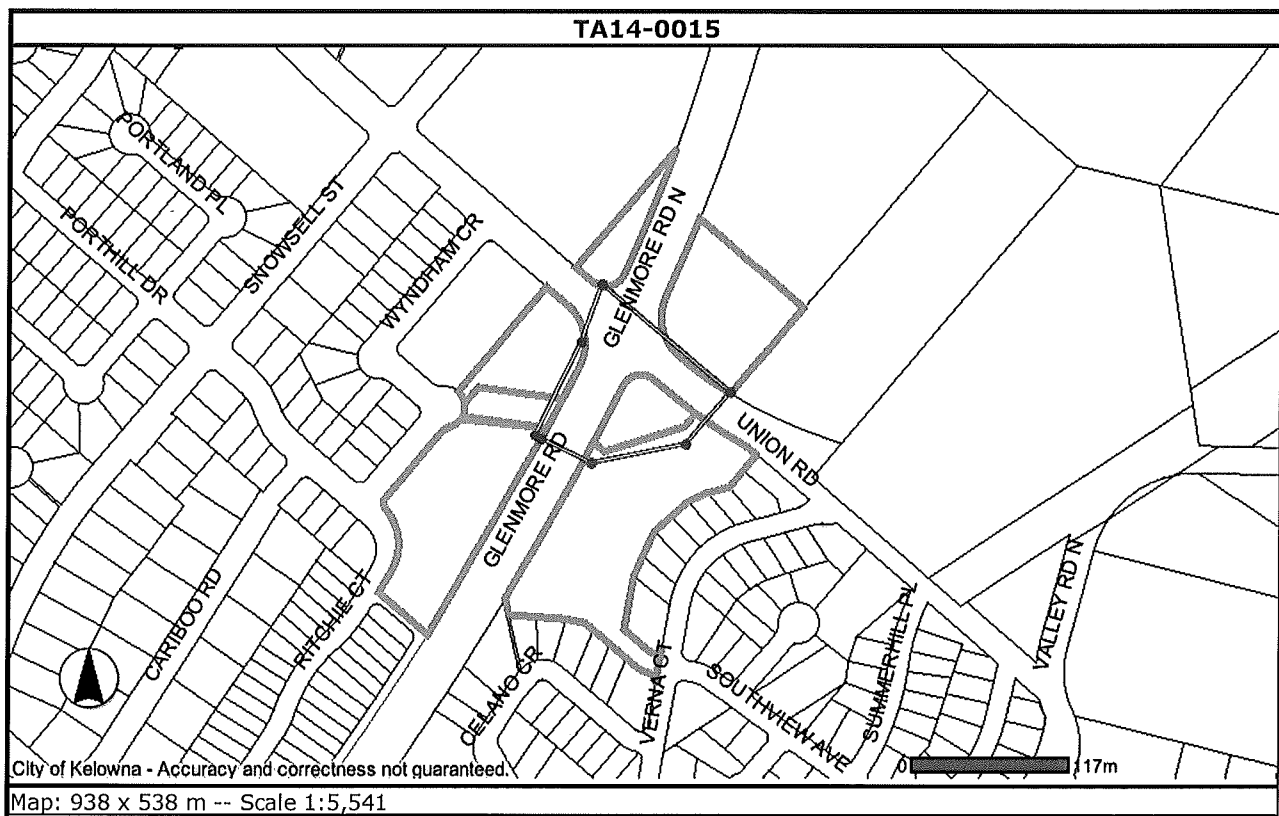 TA14-0015
PORTLAND PL
PORTHILL DR
SNOWSELL ST
WYNDHAM CR
GLENMORE RD N
GLENMORE RD
UNION RD
CARIBOO RD
RITCHIE CT
CELANO CR
VERNA CT
SOUTHVIEW AVE
SUMMERHILL PL
VALLEY RD N
0 117m
City of Kelowna - Accuracy and correctness not guaranteed.
Map: 938 x 538 m -- Scale 1:5,541